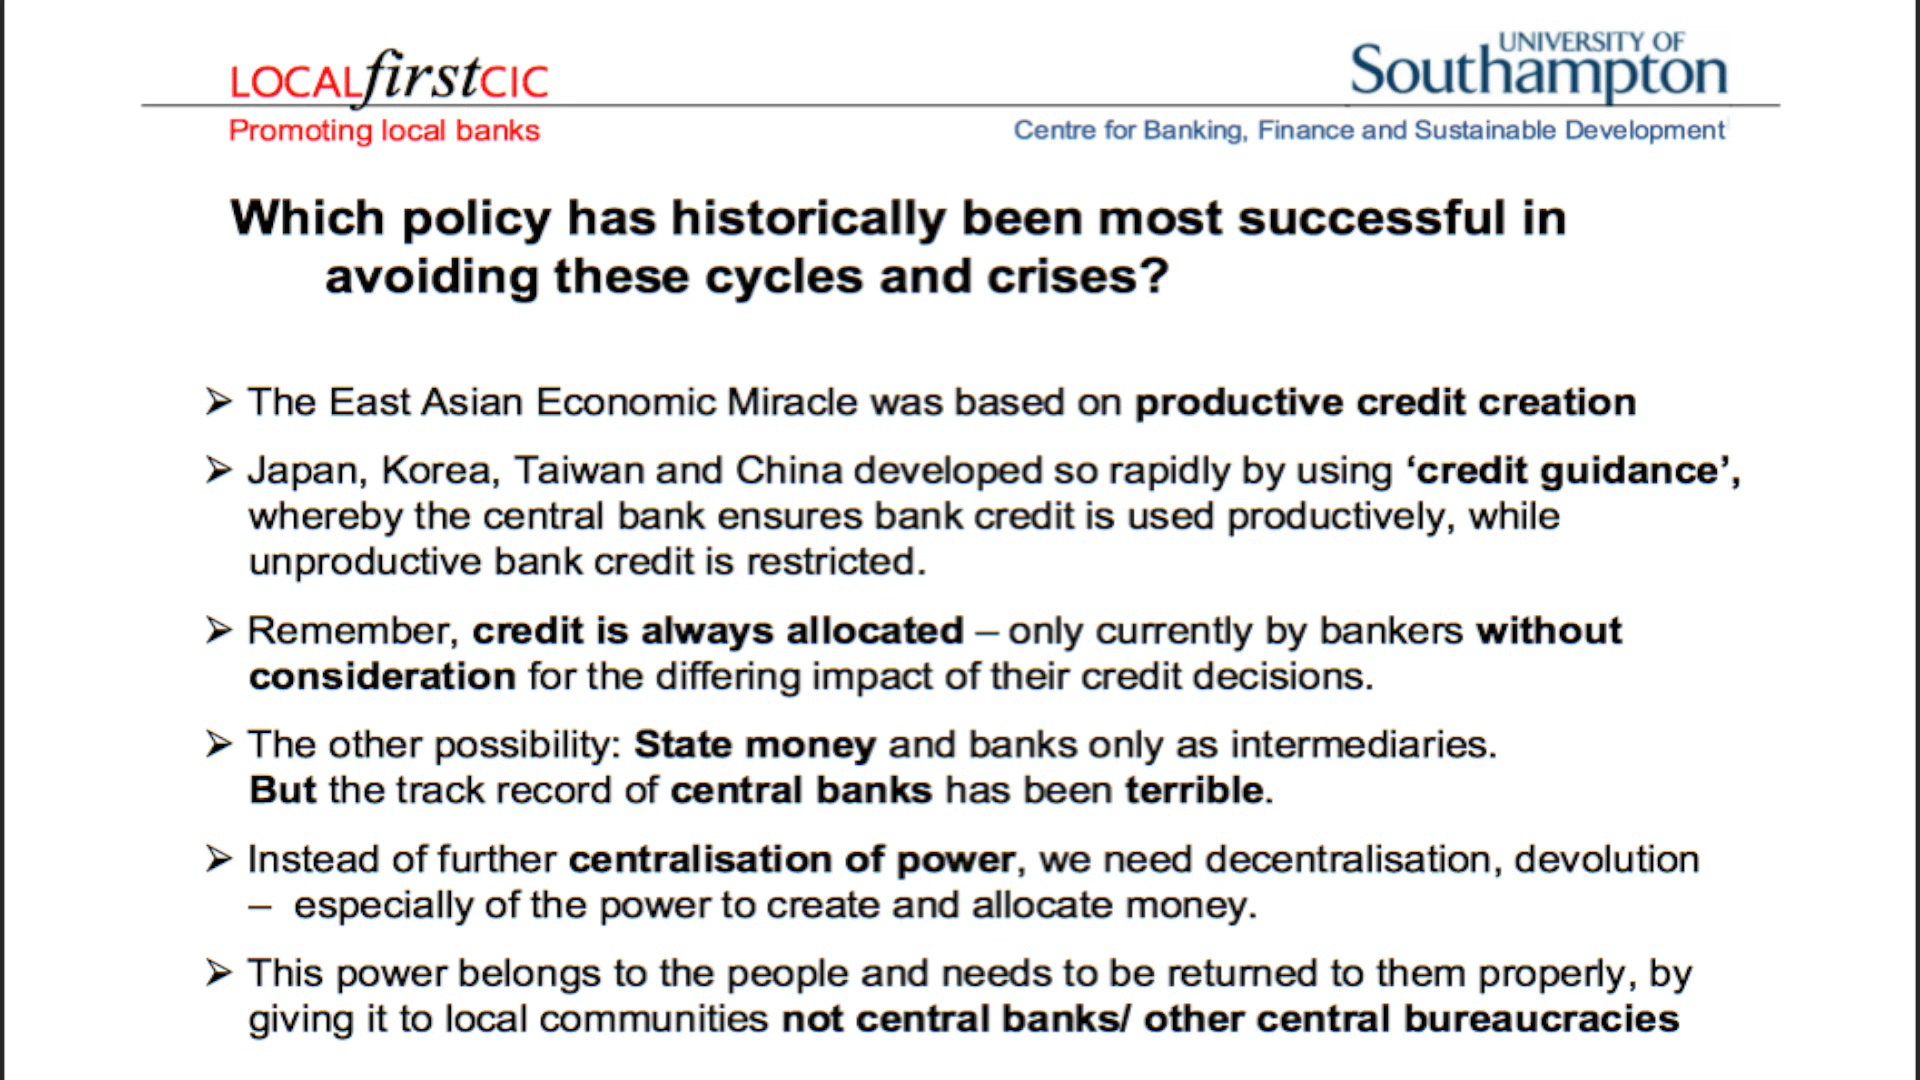 LOCALfirstCIC
UNIVERSITY OF
Southampton
Promoting local banks
Centre for Banking, Finance and Sustainable Development
Which policy has historically been most successful in
avoiding these cycles and crises?
➢ The East Asian Economic Miracle was based on productive credit creation
➢ Japan, Korea, Taiwan and China developed so rapidly by using ‘credit guidance’,
whereby the central bank ensures bank credit is used productively, while
unproductive bank credit is restricted.
➢ Remember, credit is always allocated – only currently by bankers without
consideration for the differing impact of their credit decisions.
➢ The other possibility: State money and banks only as intermediaries.
But the track record of central banks has been terrible.
➢ Instead of further centralisation of power, we need decentralisation, devolution
– especially of the power to create and allocate money.
➢ This power belongs to the people and needs to be returned to them properly, by
giving it to local communities not central banks/ other central bureaucracies